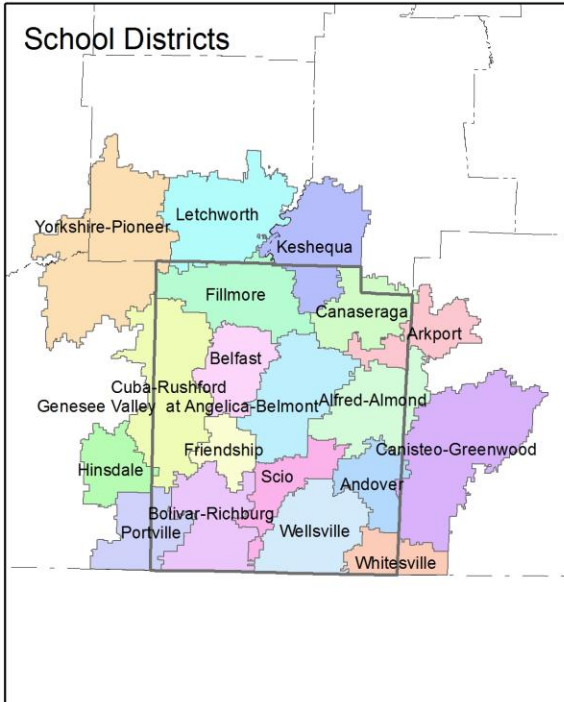 School Districts
Yorkshire-Pioneer
Letchworth
Keshequa
Fillmore
Canaseraga
Arkport
Belfast
Cuba-Rushford
Genesee Valley at Angelica-Belmont
Alfred-Almond
Friendship
Canisteo-Greenwood
Hinsdale
Scio
Andover
Bolivar-Richburg
Portville
Wellsville
Whitesville